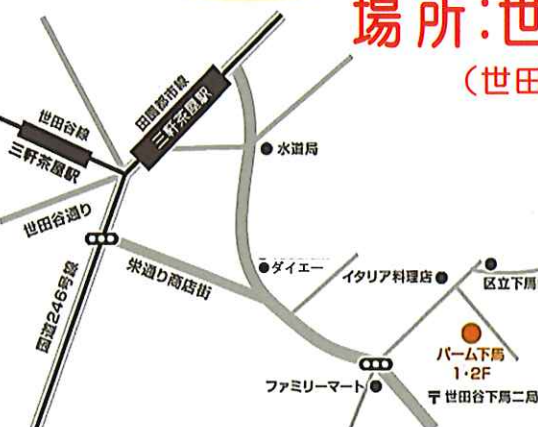 場所:世
(世田
田園都市線
三軒茶屋駅
世田谷線
三軒茶屋駅
水道局
世田谷通り
ダイエー
栄通り商店街
イタリア料理店
区立下馬
国道246号線
パーム下馬
1・2F
ファミリーマート
〒世田谷下馬二局